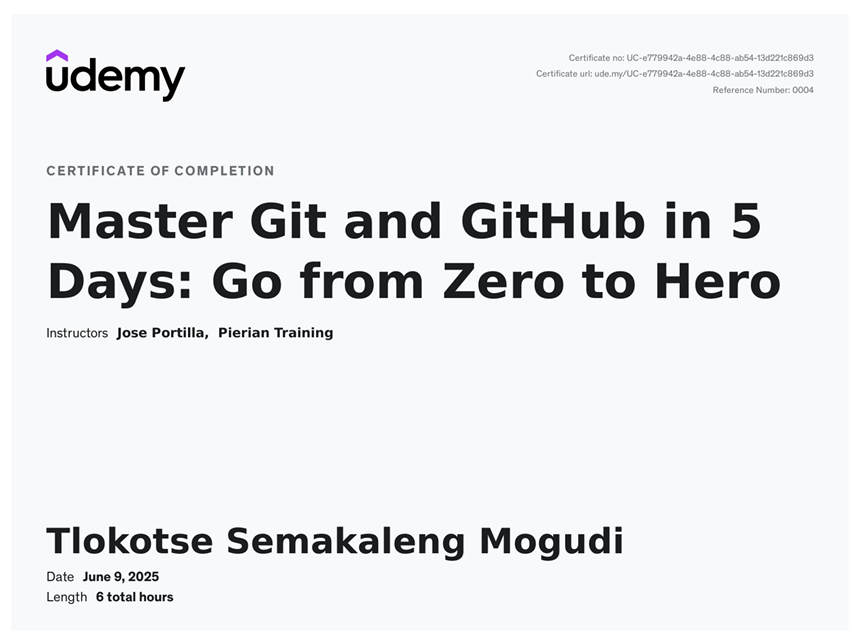 udemy
Certificate no: UC-e779942a-4e88-4c88-ab54-13d221c869d3
Certificate url: ude.my/UC-e779942a-4e88-4c88-ab54-13d221c869d3
Reference Number: 0004
CERTIFICATE OF COMPLETION
Master Git and GitHub in 5
Days: Go from Zero to Hero
Instructors Jose Portilla, Pierian Training
Tlokotse Semakaleng Mogudi
Date June 9, 2025
Length 6 total hours